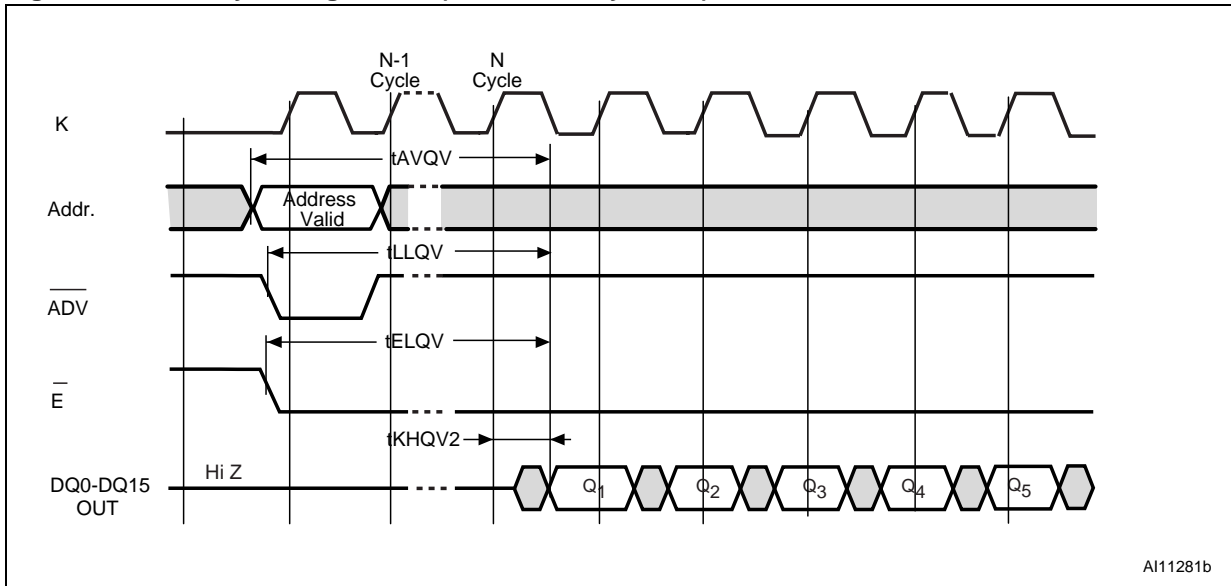 N-1
Cycle
N
Cycle
K
tAVQV
Addr.
Address
Valid
tLLQV
ADV
tELQV
E
tKHQV2
Hi Z
DQ0-DQ15
OUT
Q1
Q2
Q3
Q4
Q5
AI11281b